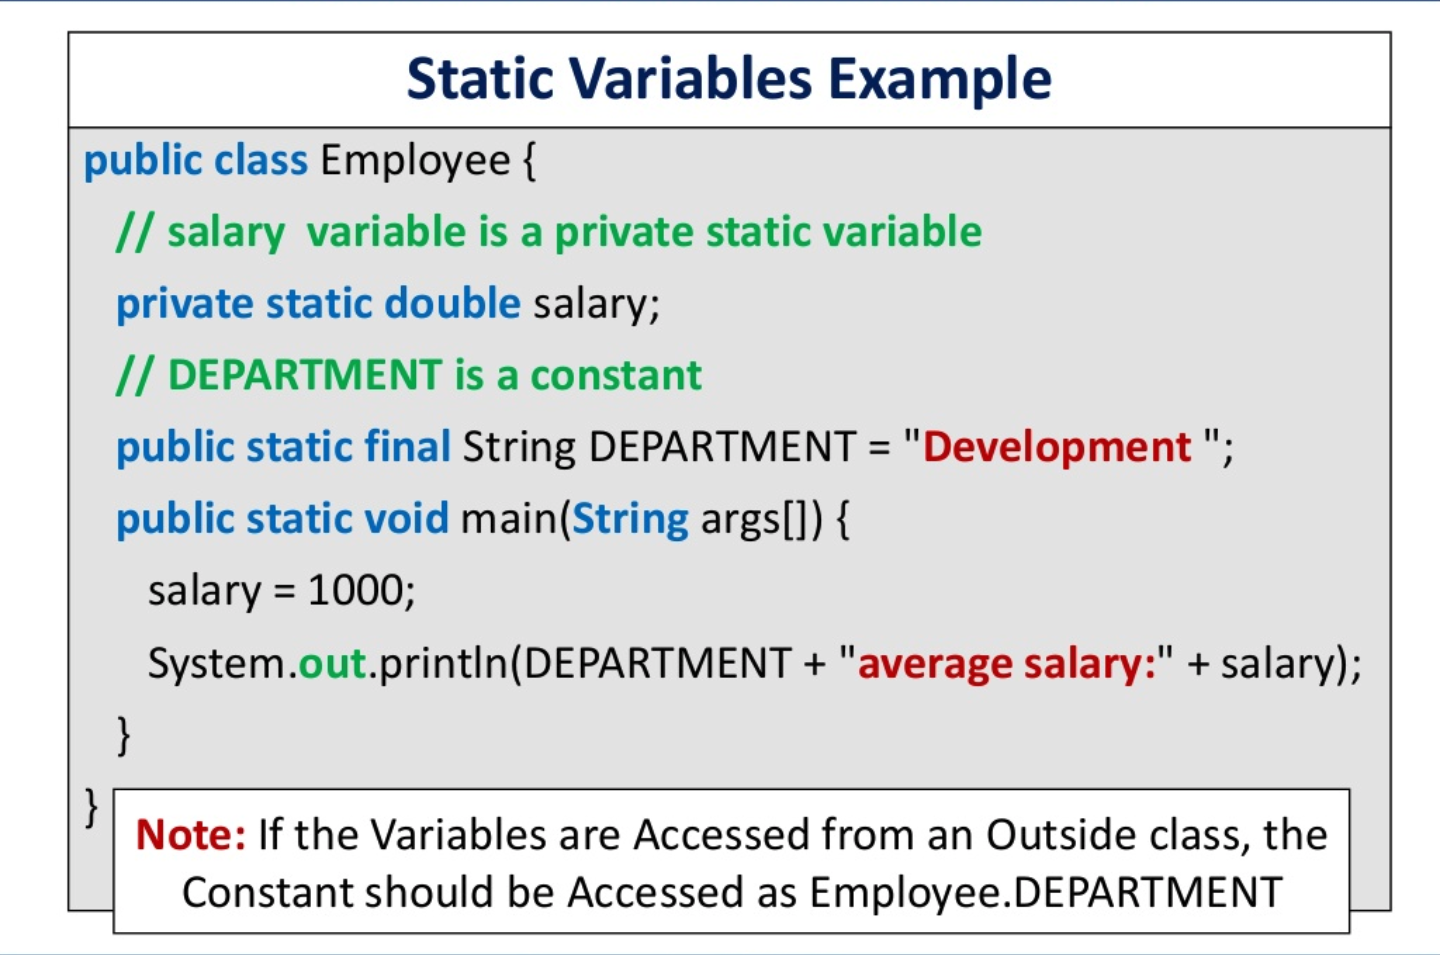 Static Variables Example
public class Employee {
// salary  variable is a private static variable
private static double salary;
// DEPARTMENT is a constant
public static final String DEPARTMENT = "Development ";
public static void main(String args[]) {
salary = 1000;
System.out.println(DEPARTMENT + "average salary:" + salary);
}
}
Note: If the Variables are Accessed from an Outside class, the
Constant should be Accessed as Employee.DEPARTMENT